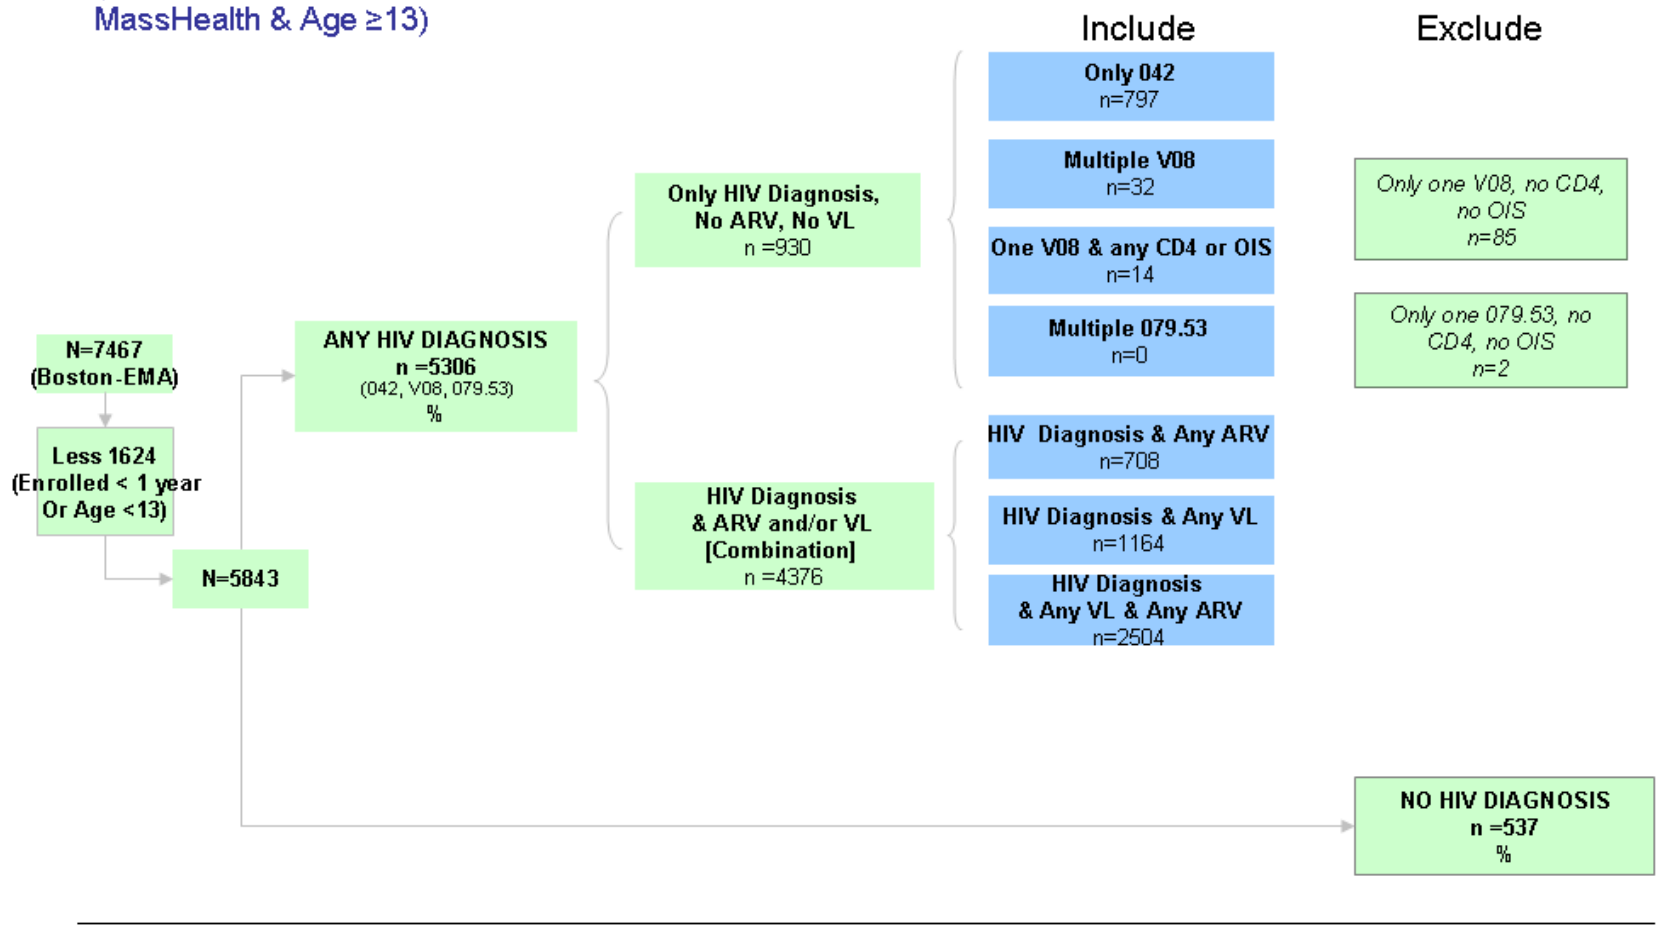 MassHealth & Age ≥13)
Include
Exclude
N=7467
(Boston-EMA)
Less 1624
(Enrolled < 1 year
Or Age <13)
N=5843
ANY HIV DIAGNOSIS
n =5306
(042, V08, 079.53)
%
Only HIV Diagnosis,
No ARV, No VL
n =930
HIV Diagnosis
& ARV and/or VL
[Combination]
n =4376
Only 042
n=797
Multiple V08
n=32
One V08 & any CD4 or OIS
n=14
Multiple 079.53
n=0
HIV Diagnosis & Any ARV
n=708
HIV Diagnosis & Any VL
n=1164
HIV Diagnosis
& Any VL & Any ARV
n=2504
Only one V08, no CD4,
no OIS
n=85
Only one 079.53, no
CD4, no OIS
n=2
NO HIV DIAGNOSIS
n =537
%